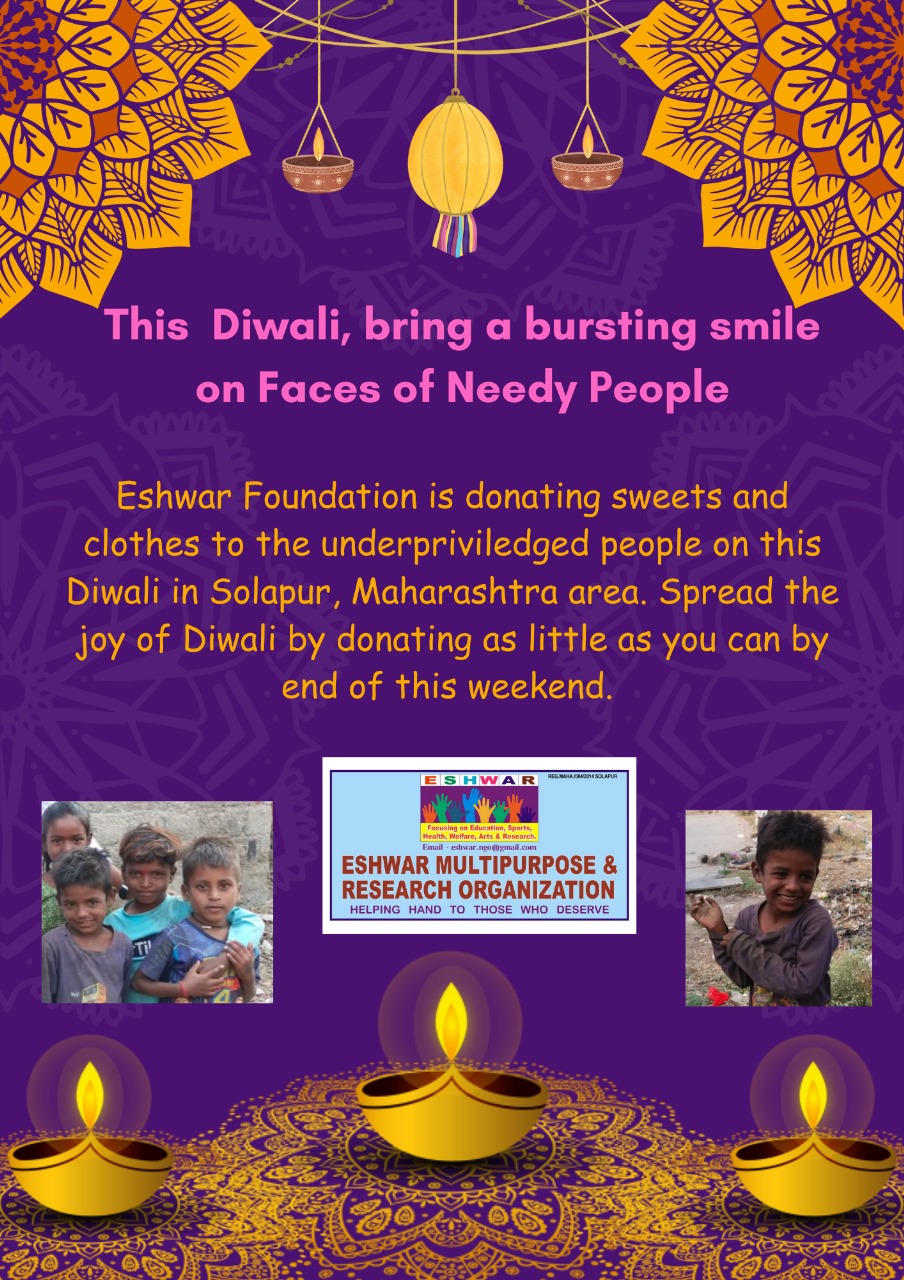 This Diwali, bring a bursting smile
on Faces of Needy People
Eshwar Foundation is donating sweets and
clothes to the underpriviledged people on this
Diwali in Solapur, Maharashtra area. Spread the
joy of Diwali by donating as little as you can by
end of this weekend.
ESHWAR
Focusing on Education, Sports,
Health, Welfare, Arts & Research.
Email - eshwar.ngo@gmail.com
ESHWAR MULTIPURPOSE &
RESEARCH ORGANIZATION
HELPING HAND TO THOSE WHO DESERVE